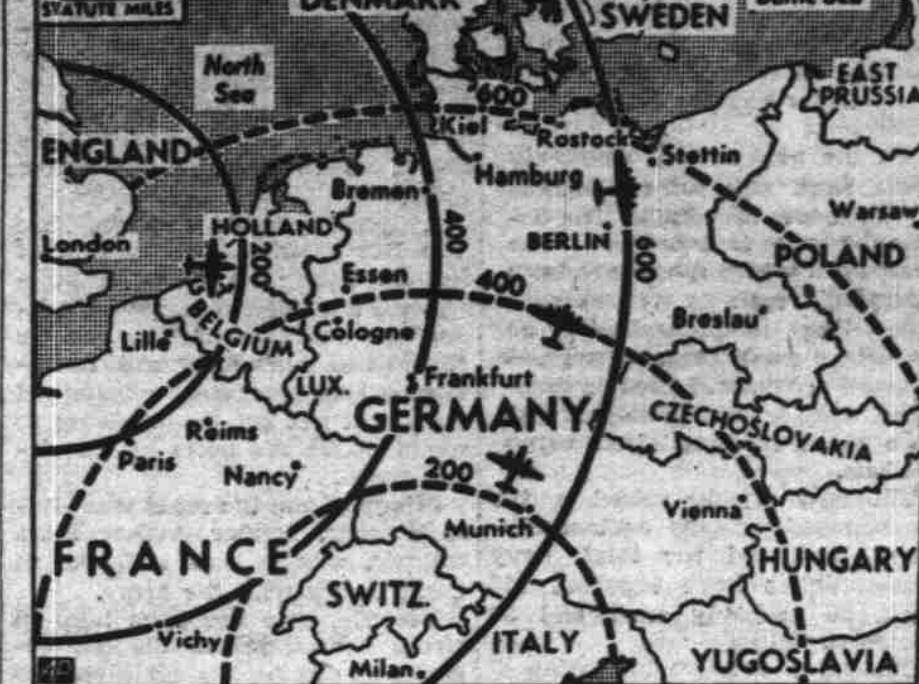 STATUTE MILES
DENMARK
SWEDEN
North
Sea
EAST
PRUSSIA
600
Kiel
Rostock
ENGLAND
Stettin
Hamburg
Bremen
Warsaw
HOLLAND
London
200
400
BERLIN
600
POLAND
Essen
400
BELGIUM
Cologne
Breslau
Lille
LUX.
Frankfurt
GERMANY
CZECHOSLOVAKIA
Reims
Paris
Nancy
200
Vienna
Munich
FRANCE
HUNGARY
SWITZ.
Vichy
ITALY
Milan
YUGOSLAVIA